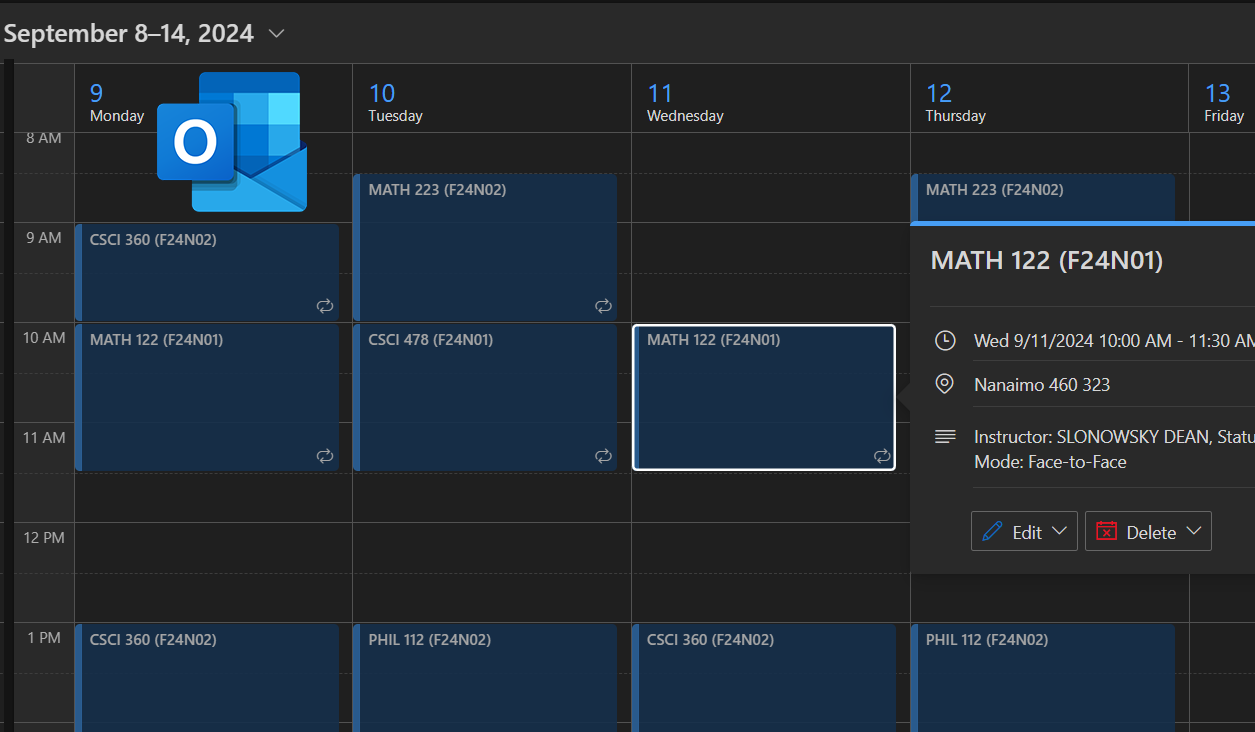 September 8–14, 2024
9
Monday
10
Tuesday
11
Wednesday
12
Thursday
13
Friday
O
8 AM
MATH 223 (F24N02)
MATH 223 (F24N02)
9 AM
CSCI 360 (F24N02)
10 AM
MATH 122 (F24N01)
CSCI 478 (F24N01)
MATH 122 (F24N01)
11 AM
MATH 122 (F24N01)
Wed 9/11/2024 10:00 AM - 11:30 AM
Nanaimo 460 323
Instructor: SLONOWSKY DEAN, Statu
Mode: Face-to-Face
Edit
Delete
12 PM
1 PM
CSCI 360 (F24N02)
PHIL 112 (F24N02)
CSCI 360 (F24N02)
PHIL 112 (F24N02)